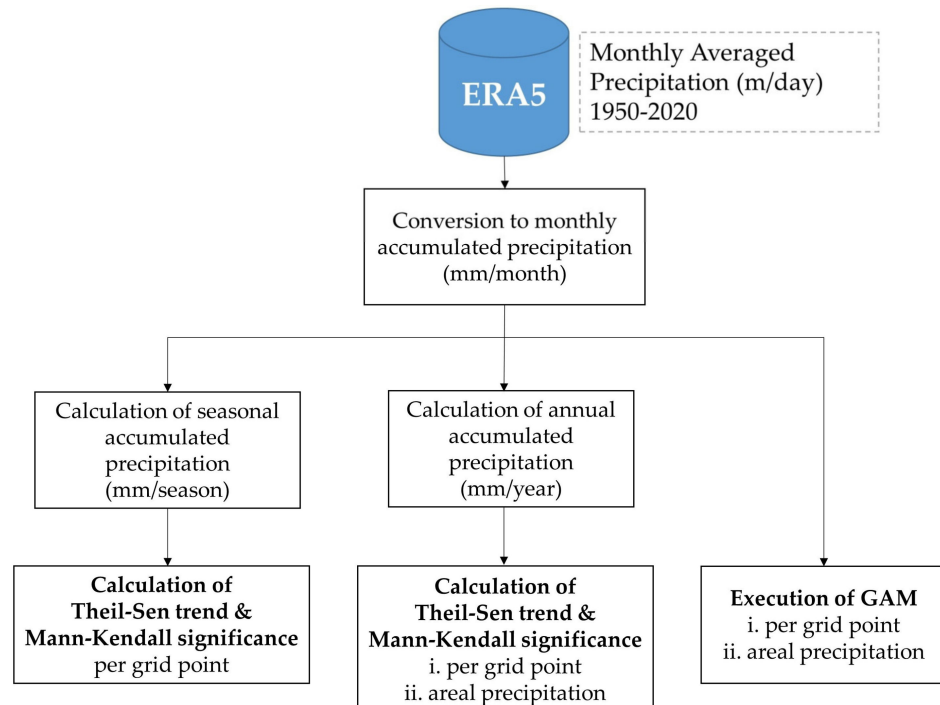 ERA5
Monthly Averaged
Precipitation (m/day)
1950-2020
Conversion to monthly
accumulated precipitation
(mm/month)
Calculation of seasonal
accumulated
precipitation
(mm/season)
Calculation of annual
accumulated
precipitation
(mm/year)
Calculation of
Theil-Sen trend &
Mann-Kendall significance
per grid point
Calculation of
Theil-Sen trend &
Mann-Kendall significance
i. per grid point
ii. areal precipitation
Execution of GAM
i. per grid point
ii. areal precipitation